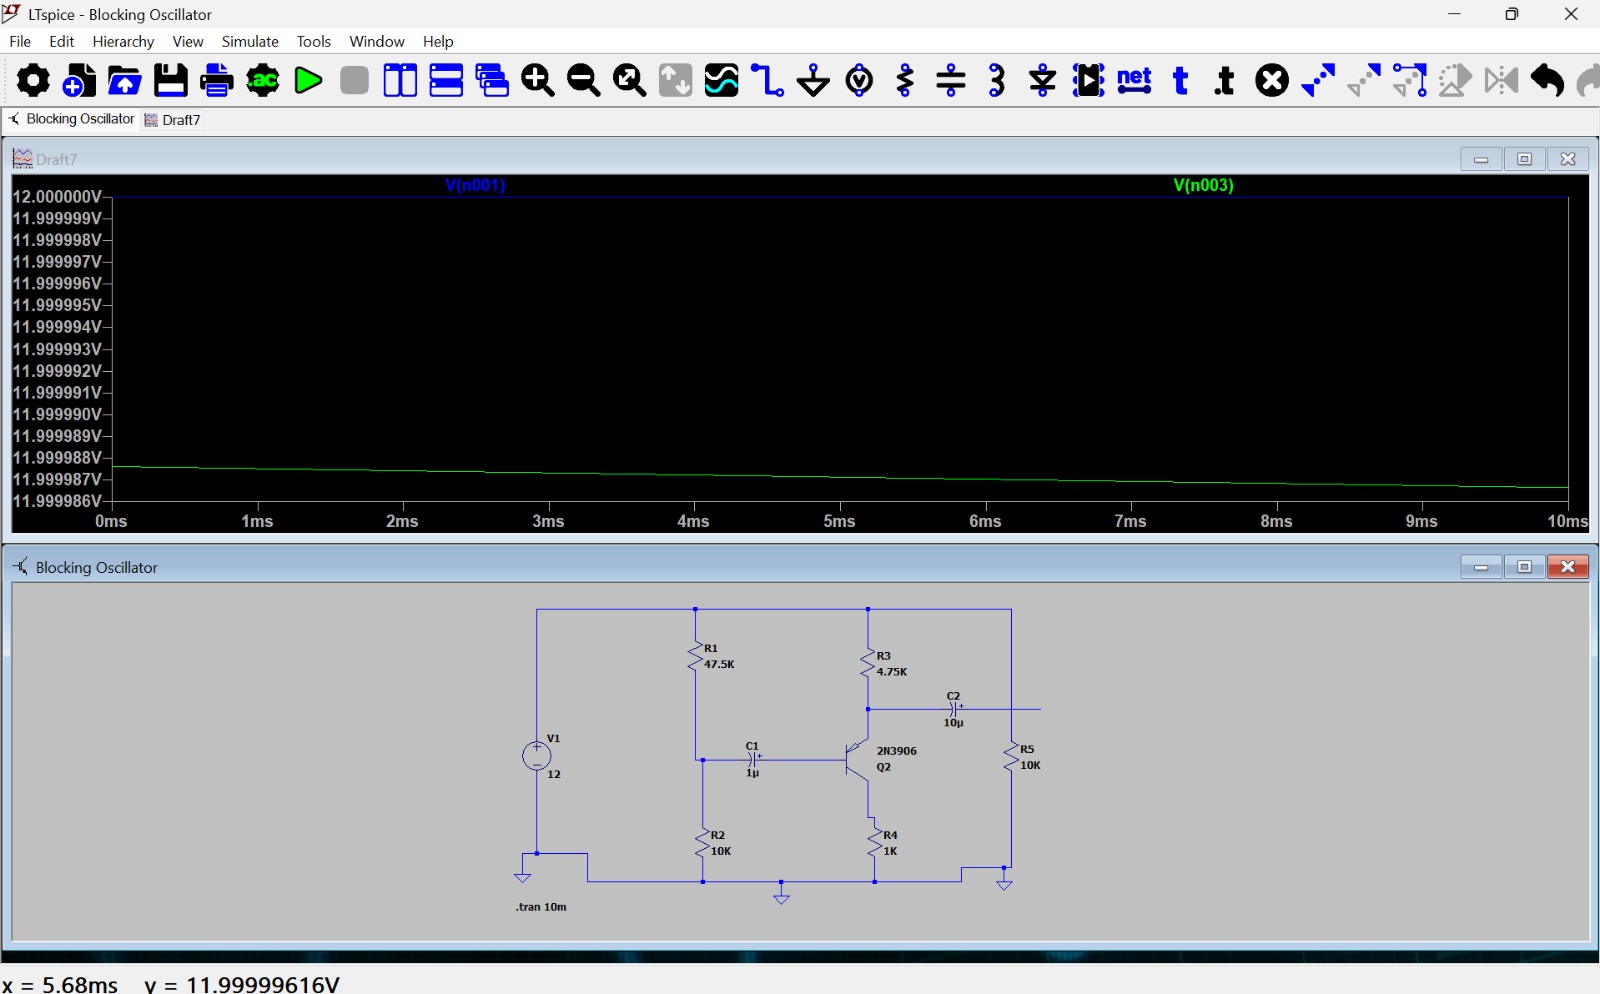 LTspice - Blocking Oscillator
File Edit Hierarchy View Simulate Tools Window Help
.ac net t .t
Blocking Oscillator Draft7
Draft7
V(n001) V(n003)
12.000000V
11.999999V
11.999998V
11.999997V
11.999996V
11.999995V
11.999994V
11.999993V
11.999992V
11.999991V
11.999990V
11.999989V
11.999988V
11.999987V
11.999986V
0ms 1ms 2ms 3ms 4ms 5ms 6ms 7ms 8ms 9ms 10ms
Blocking Oscillator
R1
47.5K
R3
4.75K
C2
10µ
V1
12
C1
1µ
2N3906
Q2
R5
10K
R2
10K
R4
1K
.tran 10m
x = 5.68ms y = 11.99999616V